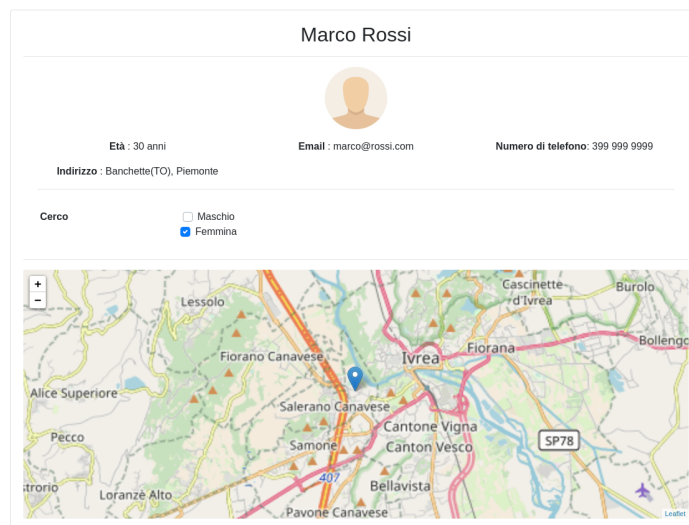 Marco Rossi
Età : 30 anni
Email : marco@rossi.com
Numero di telefono: 399 999 9999
Indirizzo : Banchette(TO), Piemonte
Cerco
Maschio
Femmina
+
−
Cascinette
d'Ivrea
Burolo
Lessolo
Bollengo
Fiorana
Fiorano Canavese
Ivrea
Alice Superiore
Salerano Canavese
Cantone Vigna
Pecco
SP78
Samone
Canton Vesco
407
Bellavista
strorio
Loranzè Alto
Pavone Canavese
Leaflet